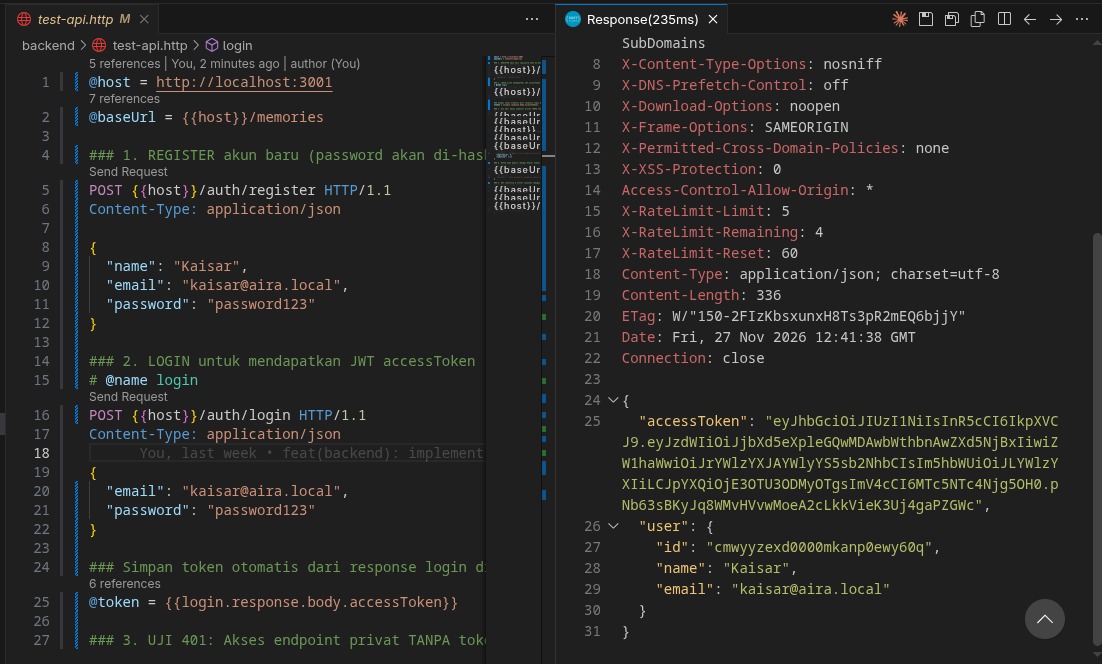 test-api.http M
backend > test-api.http > login
5 references | You, 2 minutes ago | author (You)
1 @host = http://localhost:3001
7 references
2 @baseUrl = {{host}}/memories
3
4 ### 1. REGISTER akun baru (password akan di-hash
Send Request
5 POST {{host}}/auth/register HTTP/1.1
6 Content-Type: application/json
7
8 {
9 "name": "Kaisar",
10 "email": "kaisar@aira.local",
11 "password": "password123"
12 }
13
14 ### 2. LOGIN untuk mendapatkan JWT accessToken
15 # @name login
Send Request
16 POST {{host}}/auth/login HTTP/1.1
17 Content-Type: application/json
18 You, last week • feat(backend): implement
19 {
20 "email": "kaisar@aira.local",
21 "password": "password123"
22 }
23
24 ### Simpan token otomatis dari response login d
6 references
25 @token = {{login.response.body.accessToken}}
26
27 ### 3. UJI 401: Akses endpoint privat TANPA tok
Response(235ms)
SubDomains
8 X-Content-Type-Options: nosniff
9 X-DNS-Prefetch-Control: off
10 X-Download-Options: noopen
11 X-Frame-Options: SAMEORIGIN
12 X-Permitted-Cross-Domain-Policies: none
13 X-XSS-Protection: 0
14 Access-Control-Allow-Origin: *
15 X-RateLimit-Limit: 5
16 X-RateLimit-Remaining: 4
17 X-RateLimit-Reset: 60
18 Content-Type: application/json; charset=utf-8
19 Content-Length: 336
20 ETag: W/"150-2FIzKbsxunxH8Ts3pR2mEQ6bjjY"
21 Date: Fri, 27 Nov 2026 12:41:38 GMT
22 Connection: close
23
24 {
25 "accessToken": "eyJhbGciOiJIUzI1NiIsInR5cCI6IkpXVC
J9.eyJzdWIiOiJjbXd5eXpleGQwMDAwbWthbnAwZXd5NjBxIiwiZ
W1haWwiOiJrYWlzYXJAYWlyYS5sb2NhbCIsIm5hbWUiOiJLYWlzY
XIiLCJpYXQiOjE3OTU3ODMyOTgsImV4cCI6MTc5NTc4Njg5OH0.p
Nb63sBKyJq8WMvHVvwMoeA2cLkkVieK3Uj4gaPZGWc",
26 "user": {
27 "id": "cmwyyzexd0000mkanp0ewy60q",
28 "name": "Kaisar",
29 "email": "kaisar@aira.local"
30 }
31 }